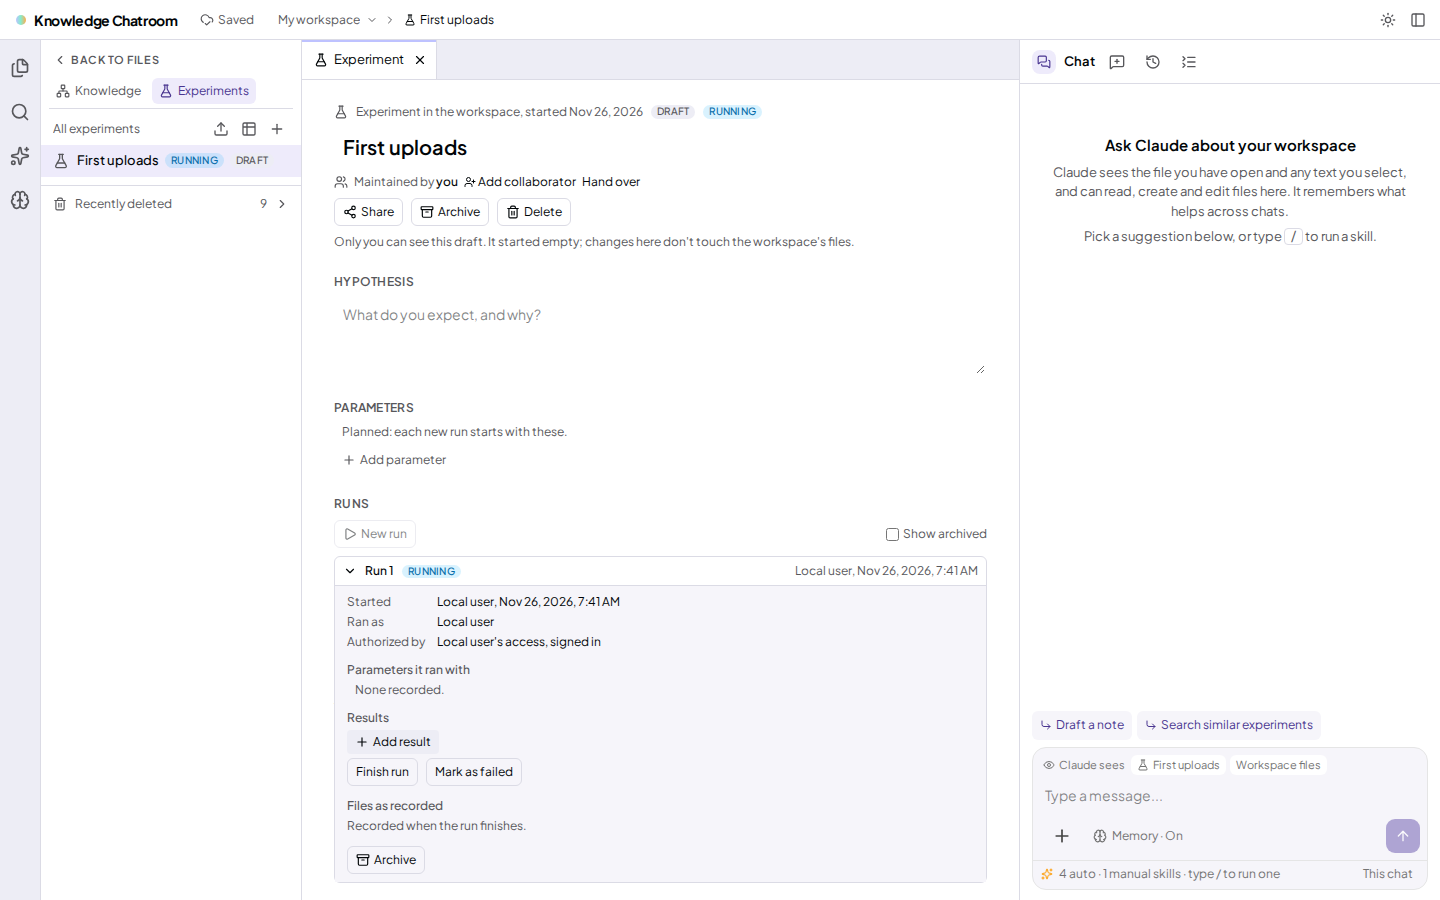 Knowledge Chatroom
Saved
My workspace
First uploads
BACK TO FILES
Knowledge
Experiments
All experiments
First uploads RUNNING DRAFT
Recently deleted 9
Experiment
Experiment in the workspace, started Nov 26, 2026 DRAFT RUNNING
First uploads
Maintained by you Add collaborator Hand over
Share Archive Delete
Only you can see this draft. It started empty; changes here don't touch the workspace's files.
HYPOTHESIS
What do you expect, and why?
PARAMETERS
Planned: each new run starts with these.
Add parameter
RUNS
New run Show archived
Run 1 RUNNING Local user, Nov 26, 2026, 7:41 AM
Started Local user, Nov 26, 2026, 7:41 AM
Ran as Local user
Authorized by Local user's access, signed in
Parameters it ran with
None recorded.
Results
Add result
Finish run Mark as failed
Files as recorded
Recorded when the run finishes.
Archive
Chat
Ask Claude about your workspace
Claude sees the file you have open and any text you select,
and can read, create and edit files here. It remembers what
helps across chats.
Pick a suggestion below, or type / to run a skill.
Draft a note Search similar experiments
Claude sees First uploads Workspace files
Type a message...
Memory · On
4 auto · 1 manual skills · type / to run one This chat